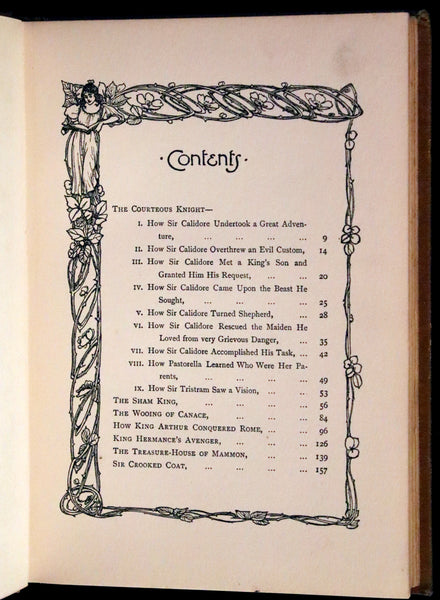 · Contents ·
The Courteous Knight—
I. How Sir Calidore Undertook a Great Adven-
ture, ... ... ... ... 9
II. How Sir Calidore Overthrew an Evil Custom, 14
III. How Sir Calidore Met a King's Son and
Granted Him His Request, ... ... 20
IV. How Sir Calidore Came Upon the Beast He
Sought, ... ... ... ... 25
V. How Sir Calidore Turned Shepherd, ... 28
VI. How Sir Calidore Rescued the Maiden He
Loved from very Grievous Danger, ... 35
VII. How Sir Calidore Accomplished His Task, ... 42
VIII. How Pastorella Learned Who Were Her Pa-
rents, ... ... ... ... 49
IX. How Sir Tristram Saw a Vision, ... ... 53
The Sham King, ... ... ... ... 56
The Wooing of Canace, ... ... ... 84
How King Arthur Conquered Rome, ... ... 96
King Hermance's Avenger, ... ... ... 126
The Treasure-House of Mammon, ... ... 139
Sir Crooked Coat, ... ... ... ... 157